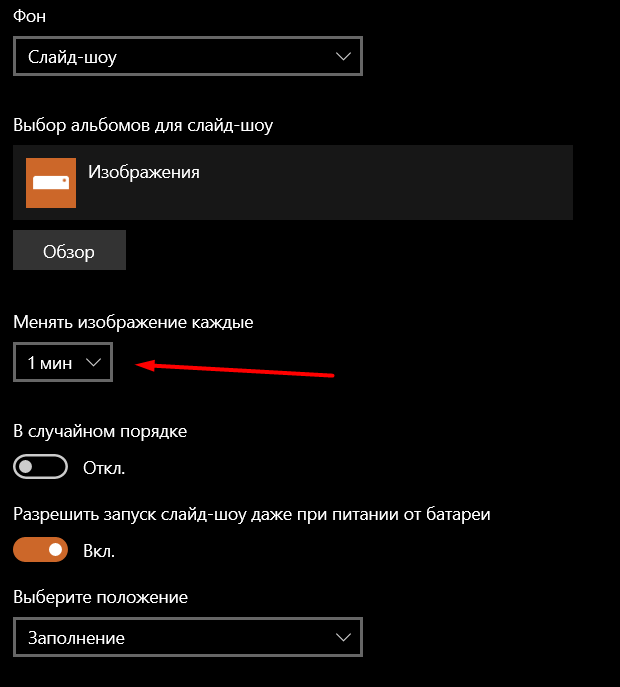 Фон
Слайд-шоу
Выбор альбомов для слайд-шоу
Изображения
Обзор
Менять изображение каждые
1 мин
В случайном порядке
Откл.
Разрешить запуск слайд-шоу даже при питании от батареи
Вкл.
Выберите положение
Заполнение